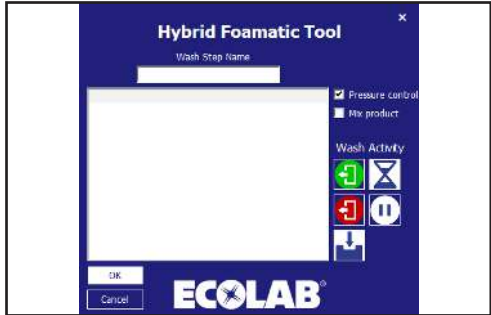 ×
Hybrid Foamatic Tool
Wash Step Name
Pressure control
Mix product
Wash Activity
OK
Cancel
ECOLAB®